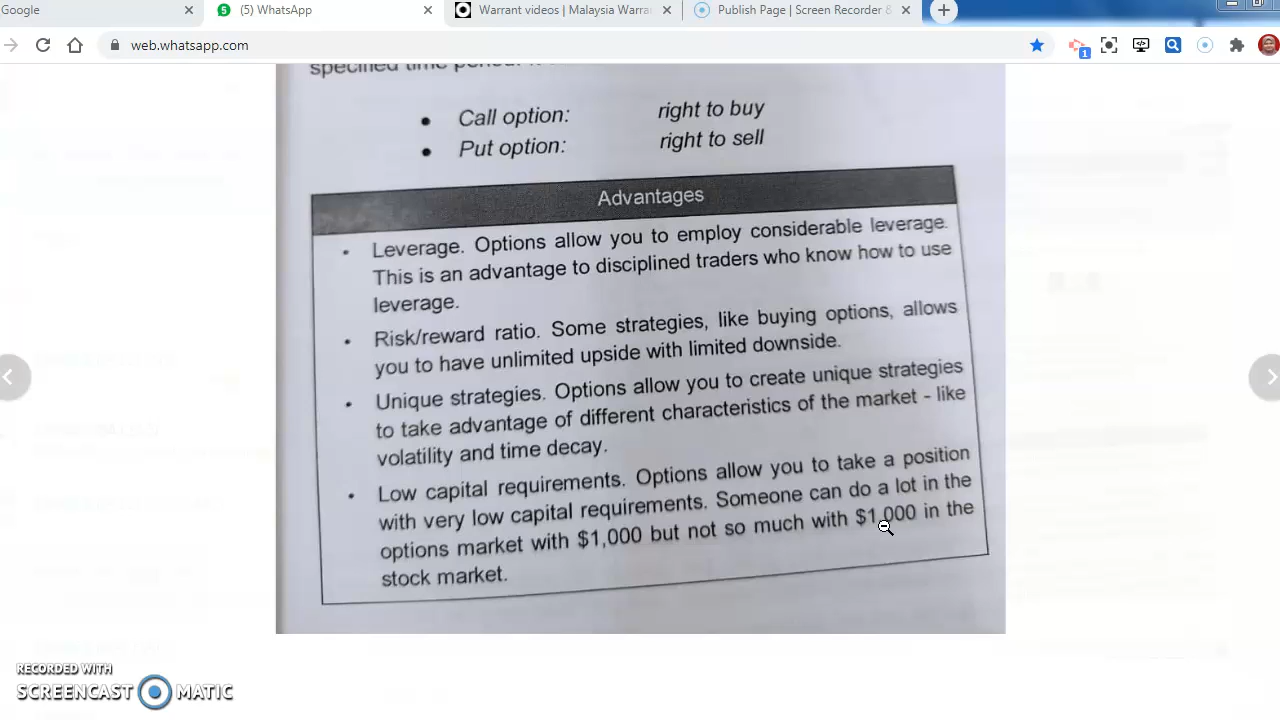 Google
(5) WhatsApp
Warrant videos | Malaysia Warra
Publish Page | Screen Recorder &
web.whatsapp.com
1
specified time period.
• Call option: right to buy
• Put option: right to sell
Advantages
• Leverage. Options allow you to employ considerable leverage.
This is an advantage to disciplined traders who know how to use
leverage.
• Risk/reward ratio. Some strategies, like buying options, allows
you to have unlimited upside with limited downside.
• Unique strategies. Options allow you to create unique strategies
to take advantage of different characteristics of the market - like
volatility and time decay.
• Low capital requirements. Options allow you to take a position
with very low capital requirements. Someone can do a lot in the
options market with $1,000 but not so much with $1,000 in the
stock market.
RECORDED WITH
SCREENCAST MATIC